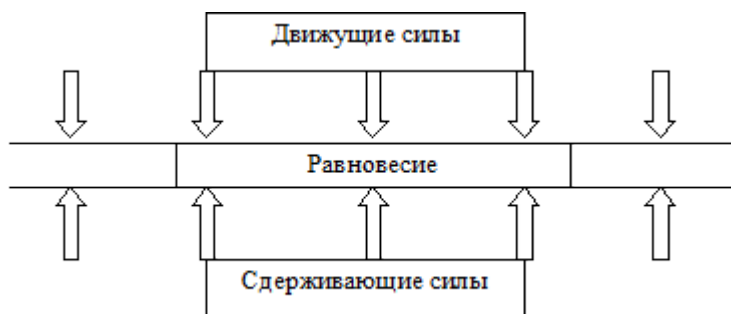 Движущие силы
Равновесие
Сдерживающие силы